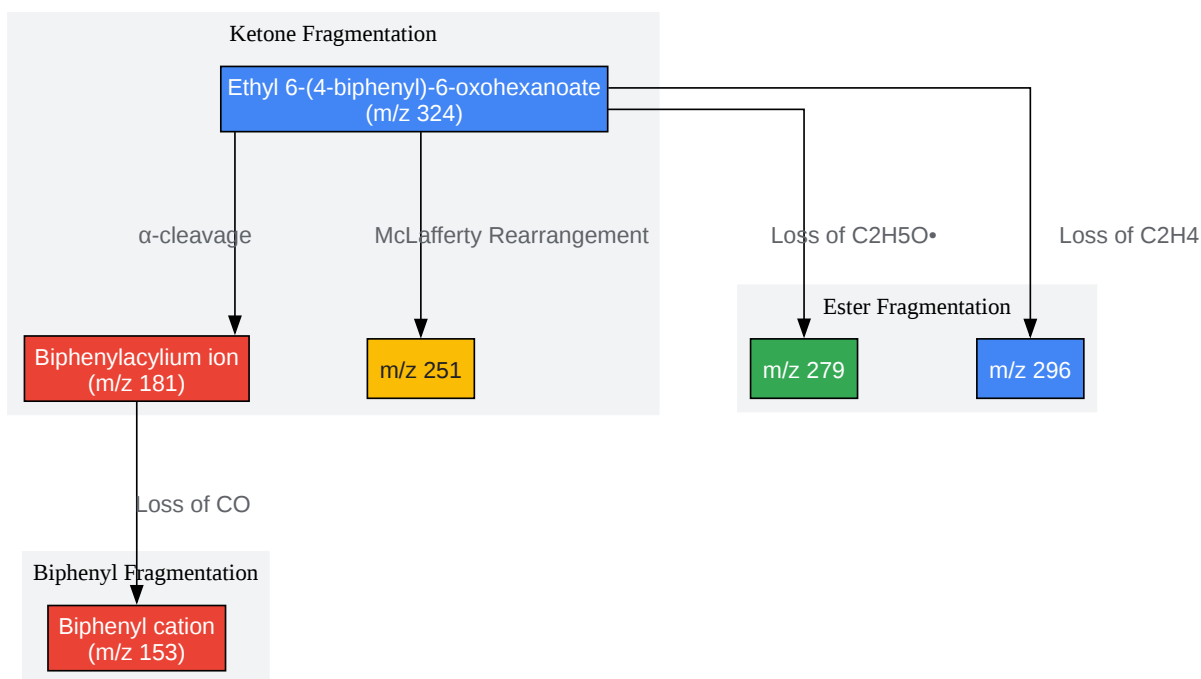 Ketone Fragmentation
Ethyl 6-(4-biphenyl)-6-oxohexanoate
(m/z 324)
α-cleavage
McLafferty Rearrangement
Loss of C2H5O•
Loss of C2H4
Ester Fragmentation
Biphenylacylium ion
(m/z 181)
m/z 251
m/z 279
m/z 296
Loss of CO
Biphenyl Fragmentation
Biphenyl cation
(m/z 153)